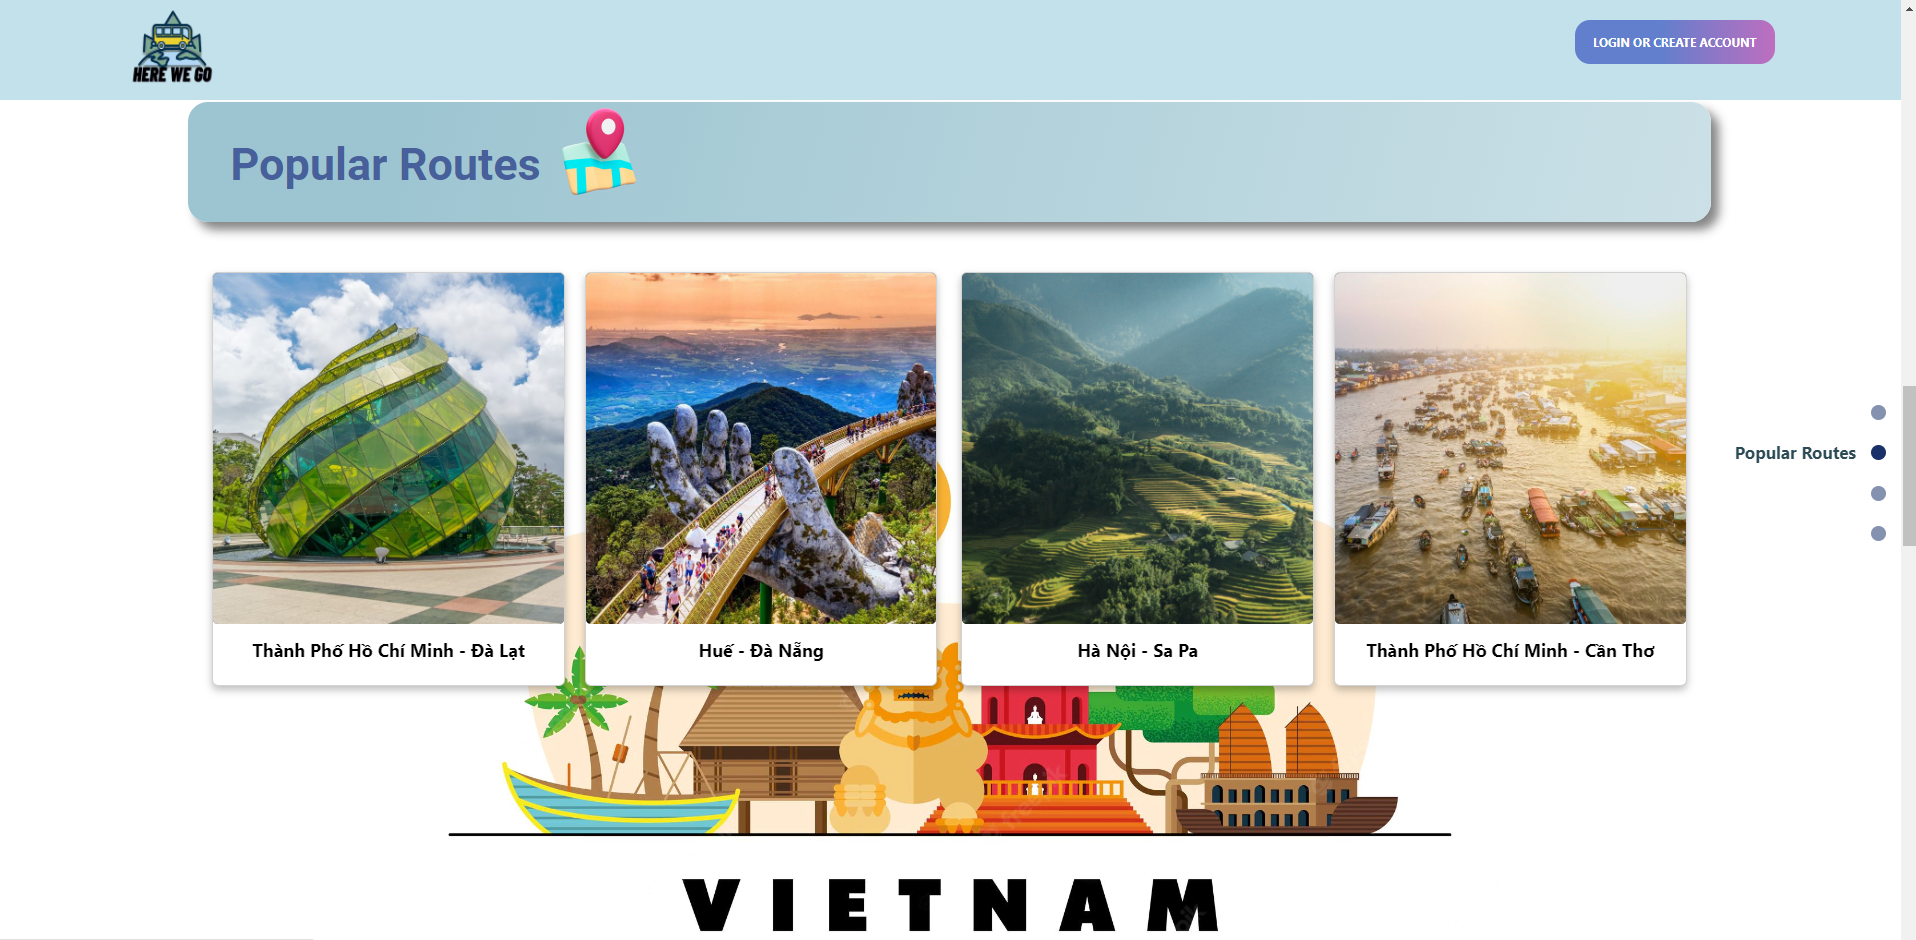 HERE WE GO
LOGIN OR CREATE ACCOUNT
Popular Routes
Popular Routes
Thành Phố Hồ Chí Minh - Đà Lạt
Huế - Đà Nẵng
Hà Nội - Sa Pa
Thành Phố Hồ Chí Minh - Cần Thơ
VIETNAM